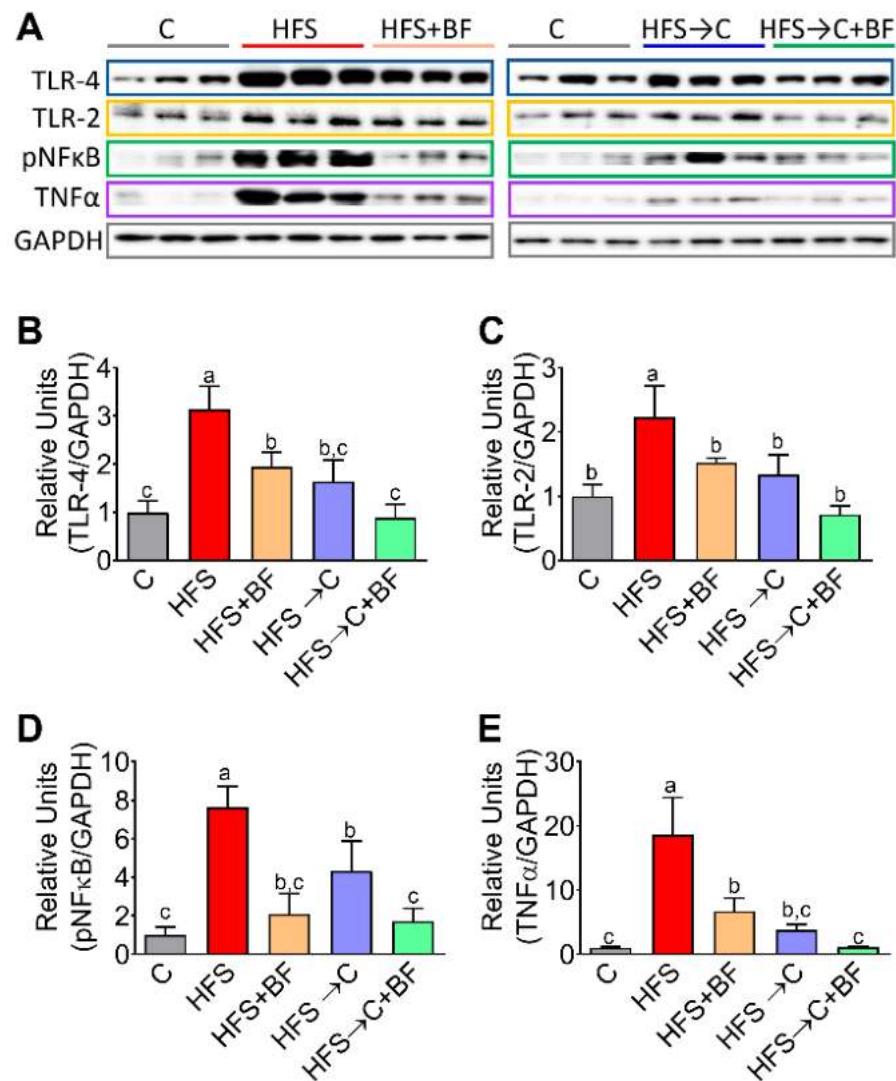 A
C HFS HFS+BF C HFS→C HFS→C+BF
TLR-4
TLR-2
pNFκB
TNFα
GAPDH
B
Relative Units
(TLR-4/GAPDH)
4
3
2
1
0
c a b b,c c
C HFS HFS+BF HFS →C HFS→C+BF
C
Relative Units
(TLR-2/GAPDH)
3
2
1
0
b a b b b
C HFS HFS+BF HFS →C HFS→C+BF
D
Relative Units
(pNFκB/GAPDH)
10
8
6
4
2
0
c a b,c b c
C HFS HFS+BF HFS →C HFS→C+BF
E
Relative Units
(TNFα/GAPDH)
30
20
10
0
c a b b,c c
C HFS HFS+BF HFS →C HFS→C+BF